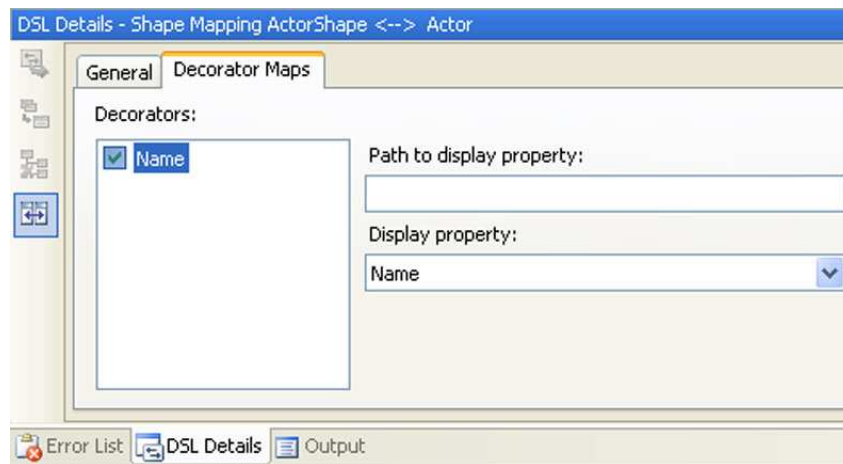 DSL Details - Shape Mapping ActorShape <--> Actor
General
Decorator Maps
Decorators:
Name
Path to display property:
Display property:
Name
Error List
DSL Details
Output